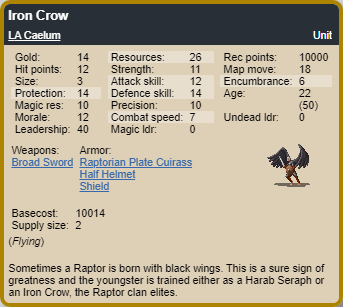 Iron Crow
LA Caelum Unit
Gold: 14 Resources: 26 Rec points: 10000
Hit points: 12 Strength: 11 Map move: 18
Size: 3 Attack skill: 12 Encumbrance: 6
Protection: 14 Defence skill: 14 Age: 22
Magic res: 10 Precision: 10 (50)
Morale: 12 Combat speed: 7 Undead ldr: 0
Leadership: 40 Magic ldr: 0
Weapons: Armor:
Broad Sword Raptorian Plate Cuirass
Half Helmet
Shield
Basecost: 10014
Supply size: 2
(Flying)
Sometimes a Raptor is born with black wings. This is a sure sign of
greatness and the youngster is trained either as a Harab Seraph or
an Iron Crow, the Raptor clan elites.